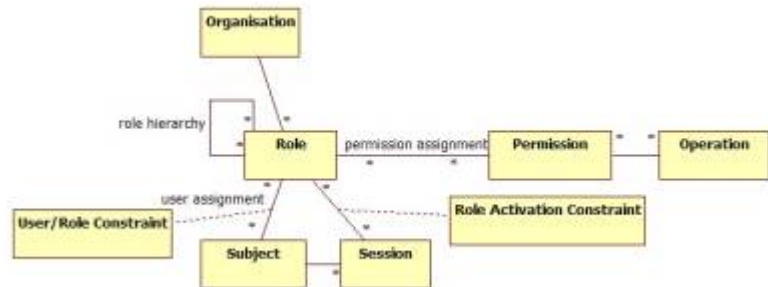 Organisation
role hierarchy
*
*
*
Role
permission assignment
*
*
Permission
*
*
Operation
user assignment
*
*
User/Role Constraint
Role Activation Constraint
*
*
Subject
*
Session